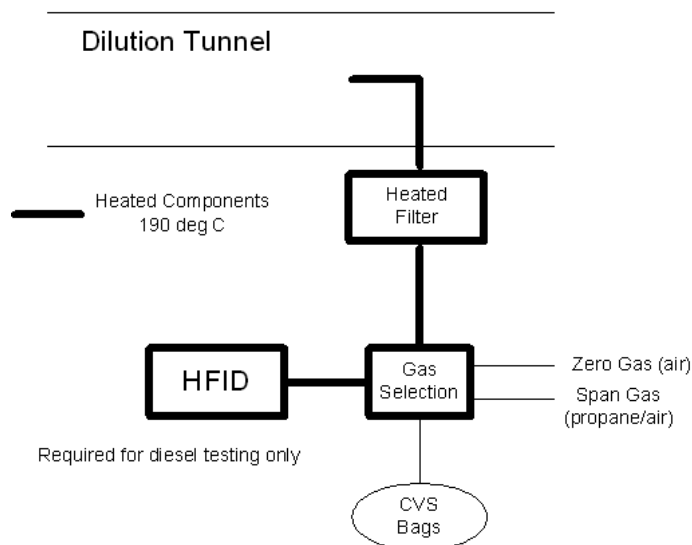 Dilution Tunnel
Heated Components
190 deg C
Heated
Filter
HFID
Gas
Selection
Zero Gas (air)
Span Gas
(propane/air)
Required for diesel testing only
CVS
Bags